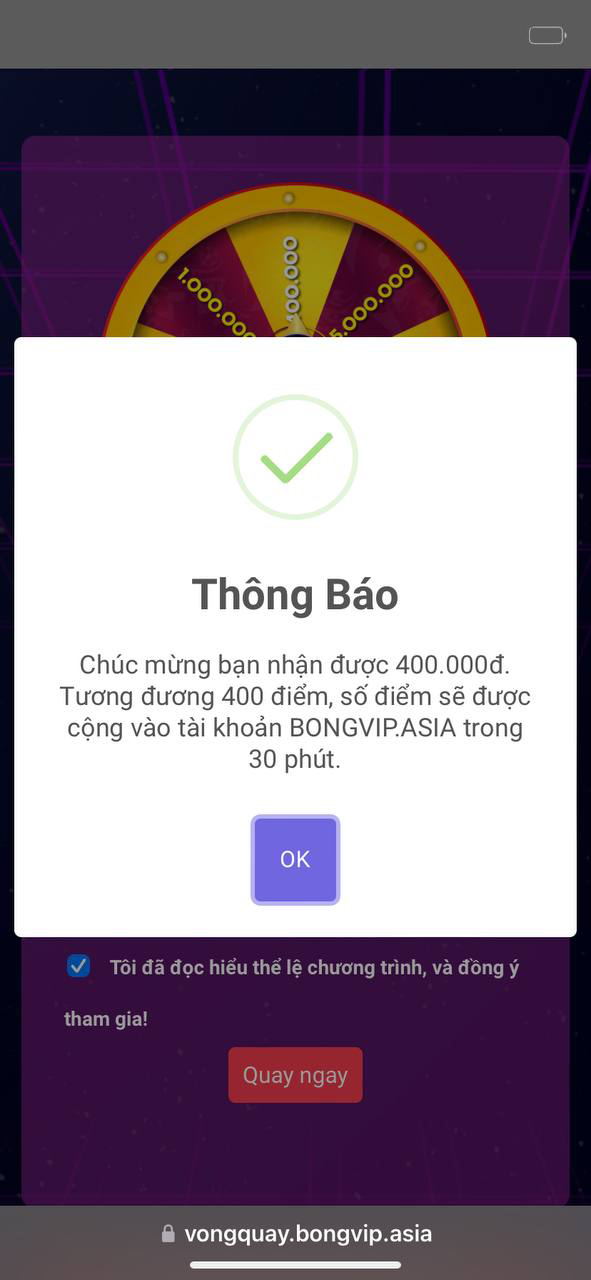 1.000.000
100.000
5.000.000
Thông Báo
Chúc mừng bạn nhận được 400.000đ.
Tương đương 400 điểm, số điểm sẽ được
cộng vào tài khoản BONGVIP.ASIA trong
30 phút.
OK
Tôi đã đọc hiểu thể lệ chương trình, và đồng ý
tham gia!
Quay ngay
vongquay.bongvip.asia